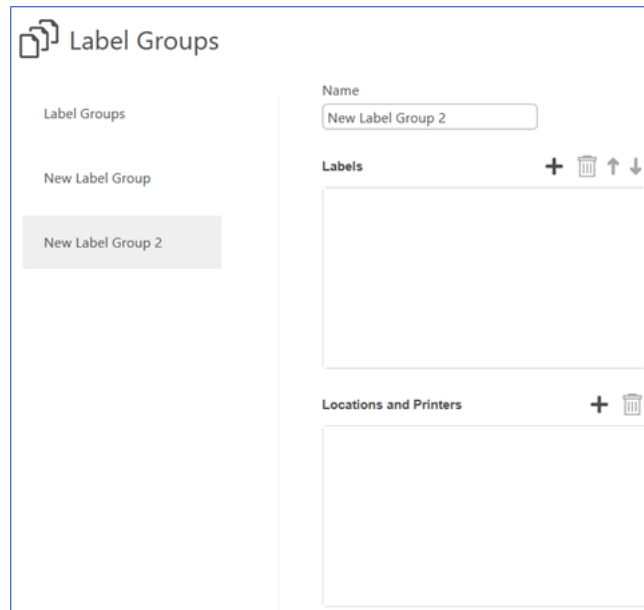 Label Groups
Label Groups
New Label Group
New Label Group 2
Name
New Label Group 2
Labels
Locations and Printers